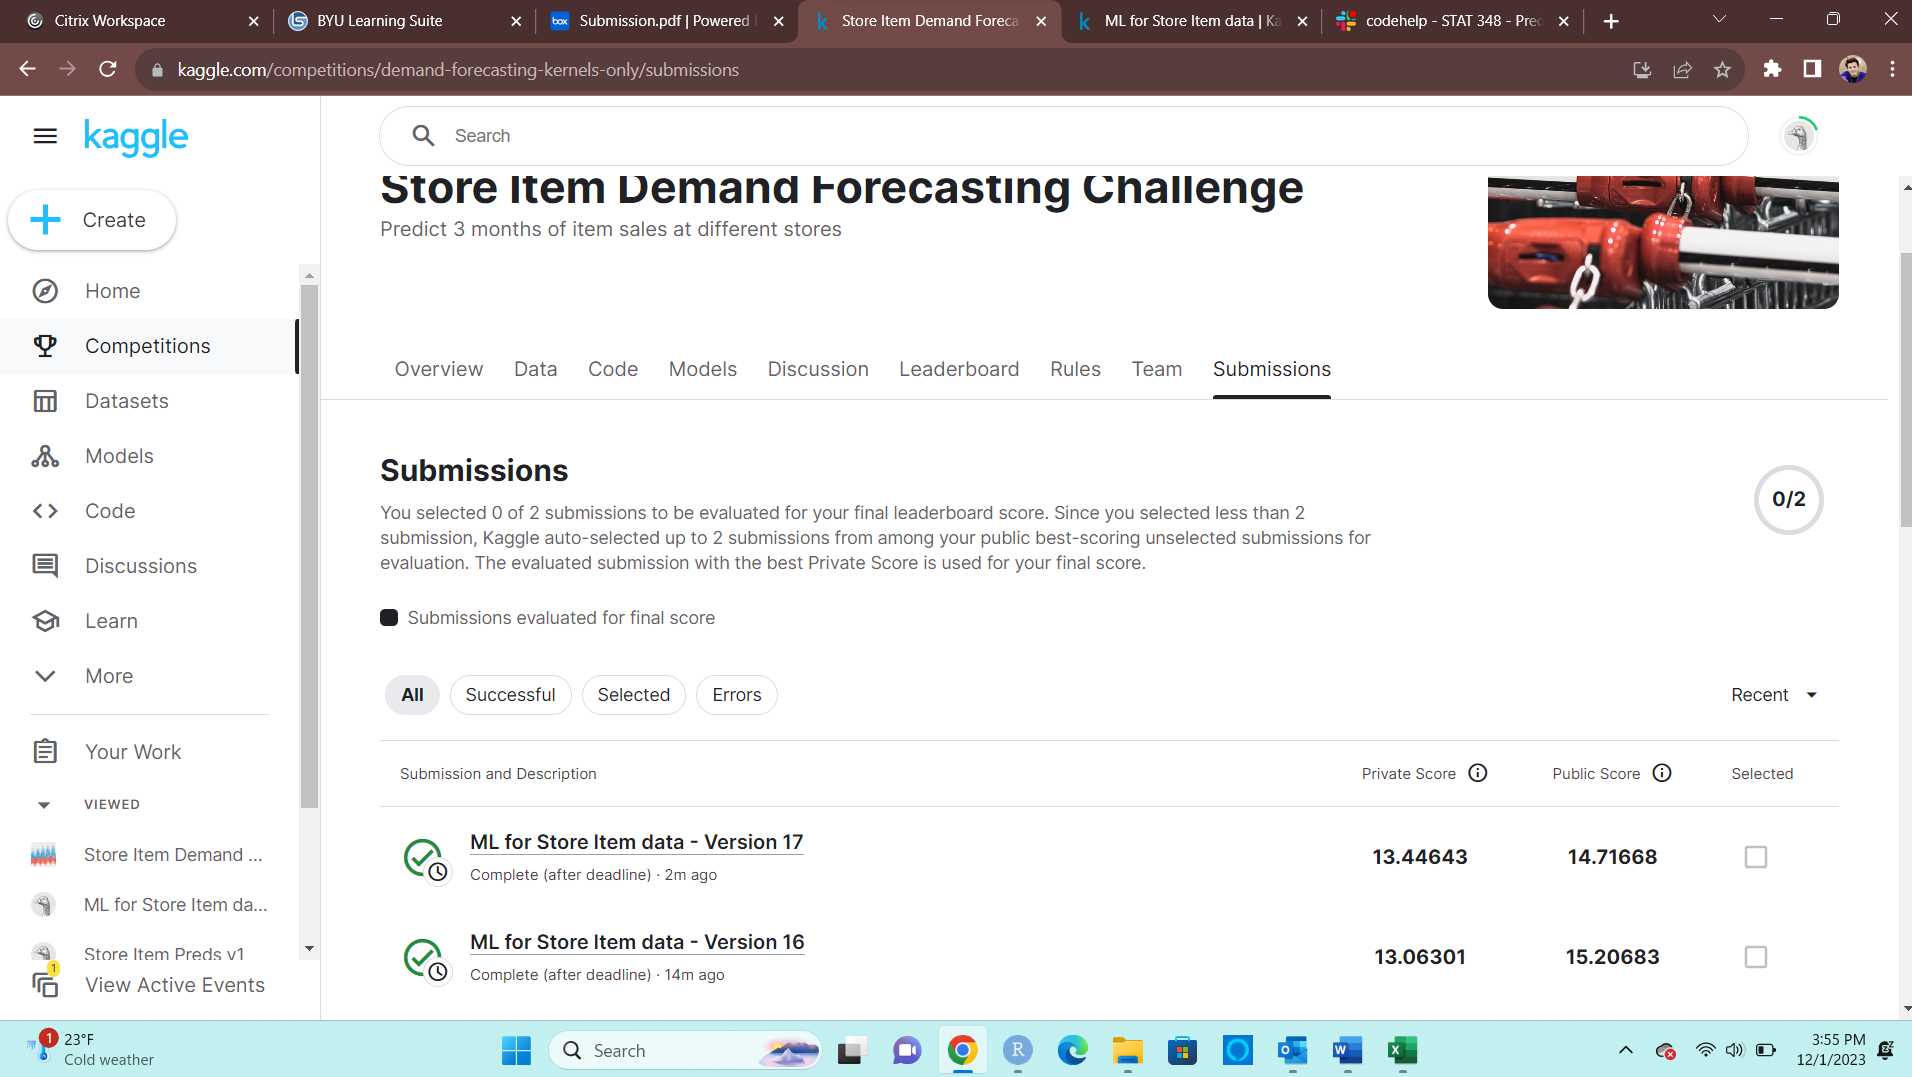 Citrix Workspace
BYU Learning Suite
box
Submission.pdf | Powered
k
Store Item Demand Foreca
k
ML for Store Item data | Ka
codehelp - STAT 348 - Pre
kaggle.com/competitions/demand-forecasting-kernels-only/submissions
kaggle
Search
Create
Home
Competitions
Datasets
Models
Code
Discussions
Learn
More
Your Work
VIEWED
Store Item Demand ...
ML for Store Item da...
Store Item Preds v1
1
View Active Events
Store Item Demand Forecasting Challenge
Predict 3 months of item sales at different stores
Overview
Data
Code
Models
Discussion
Leaderboard
Rules
Team
Submissions
Submissions
0/2
You selected 0 of 2 submissions to be evaluated for your final leaderboard score. Since you selected less than 2
submission, Kaggle auto-selected up to 2 submissions from among your public best-scoring unselected submissions for
evaluation. The evaluated submission with the best Private Score is used for your final score.
Submissions evaluated for final score
All
Successful
Selected
Errors
Recent
Submission and Description
Private Score
Public Score
Selected
ML for Store Item data - Version 17
Complete (after deadline) · 2m ago
13.44643
14.71668
ML for Store Item data - Version 16
Complete (after deadline) · 14m ago
13.06301
15.20683
1
23°F
Cold weather
Search
R
W
3:55 PM
12/1/2023